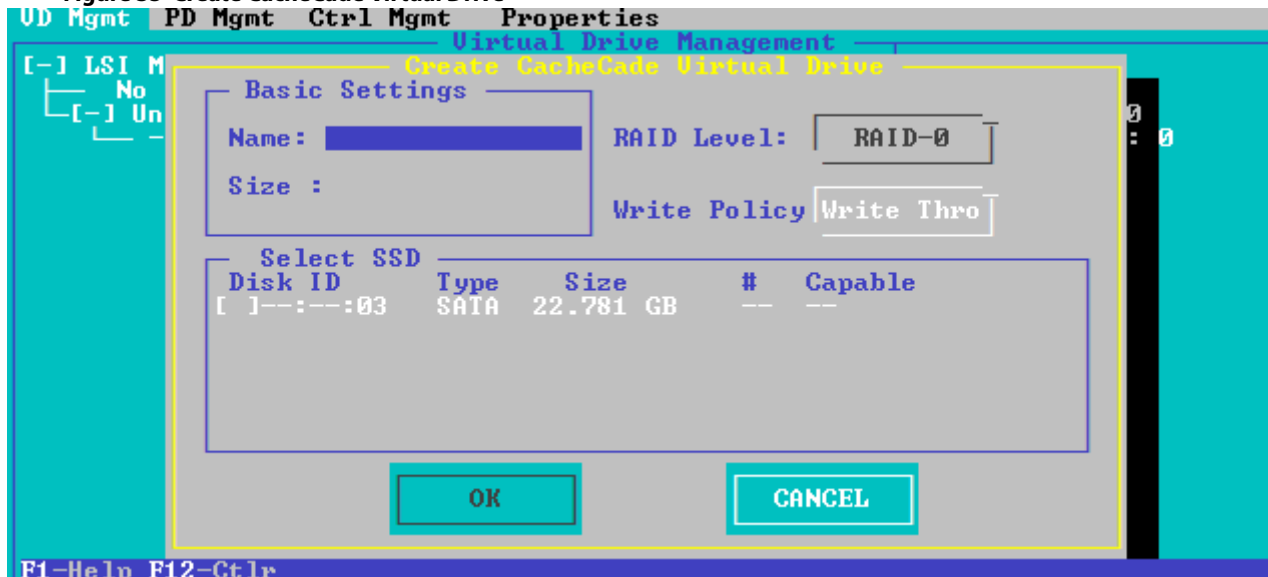 VD Mgmt PD Mgmt Ctrl Mgmt Properties
Virtual Drive Management
[-] LSI M
Create CacheCade Virtual Drive
No
Basic Settings
[-] Un
0
Name:
RAID Level: RAID-0
: 0
Size :
Write Policy Write Thro
Select SSD
Disk ID Type Size # Capable
[ ]--:--:03 SATA 22.781 GB -- --
OK CANCEL
F1-Help F12-Ctlr